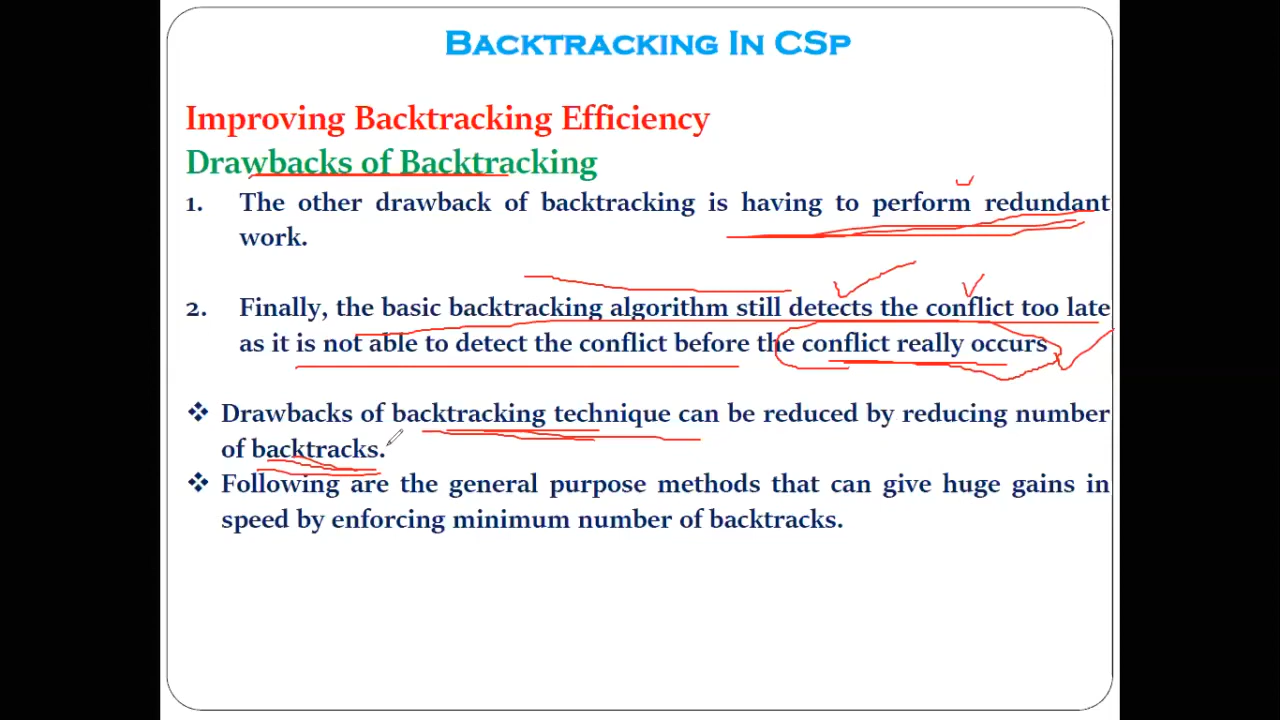 Backtracking In CSp
Improving Backtracking Efficiency
Drawbacks of Backtracking
1. The other drawback of backtracking is having to perform redundant
work.
2. Finally, the basic backtracking algorithm still detects the conflict too late
as it is not able to detect the conflict before the conflict really occurs
❖ Drawbacks of backtracking technique can be reduced by reducing number
of backtracks.
❖ Following are the general purpose methods that can give huge gains in
speed by enforcing minimum number of backtracks.